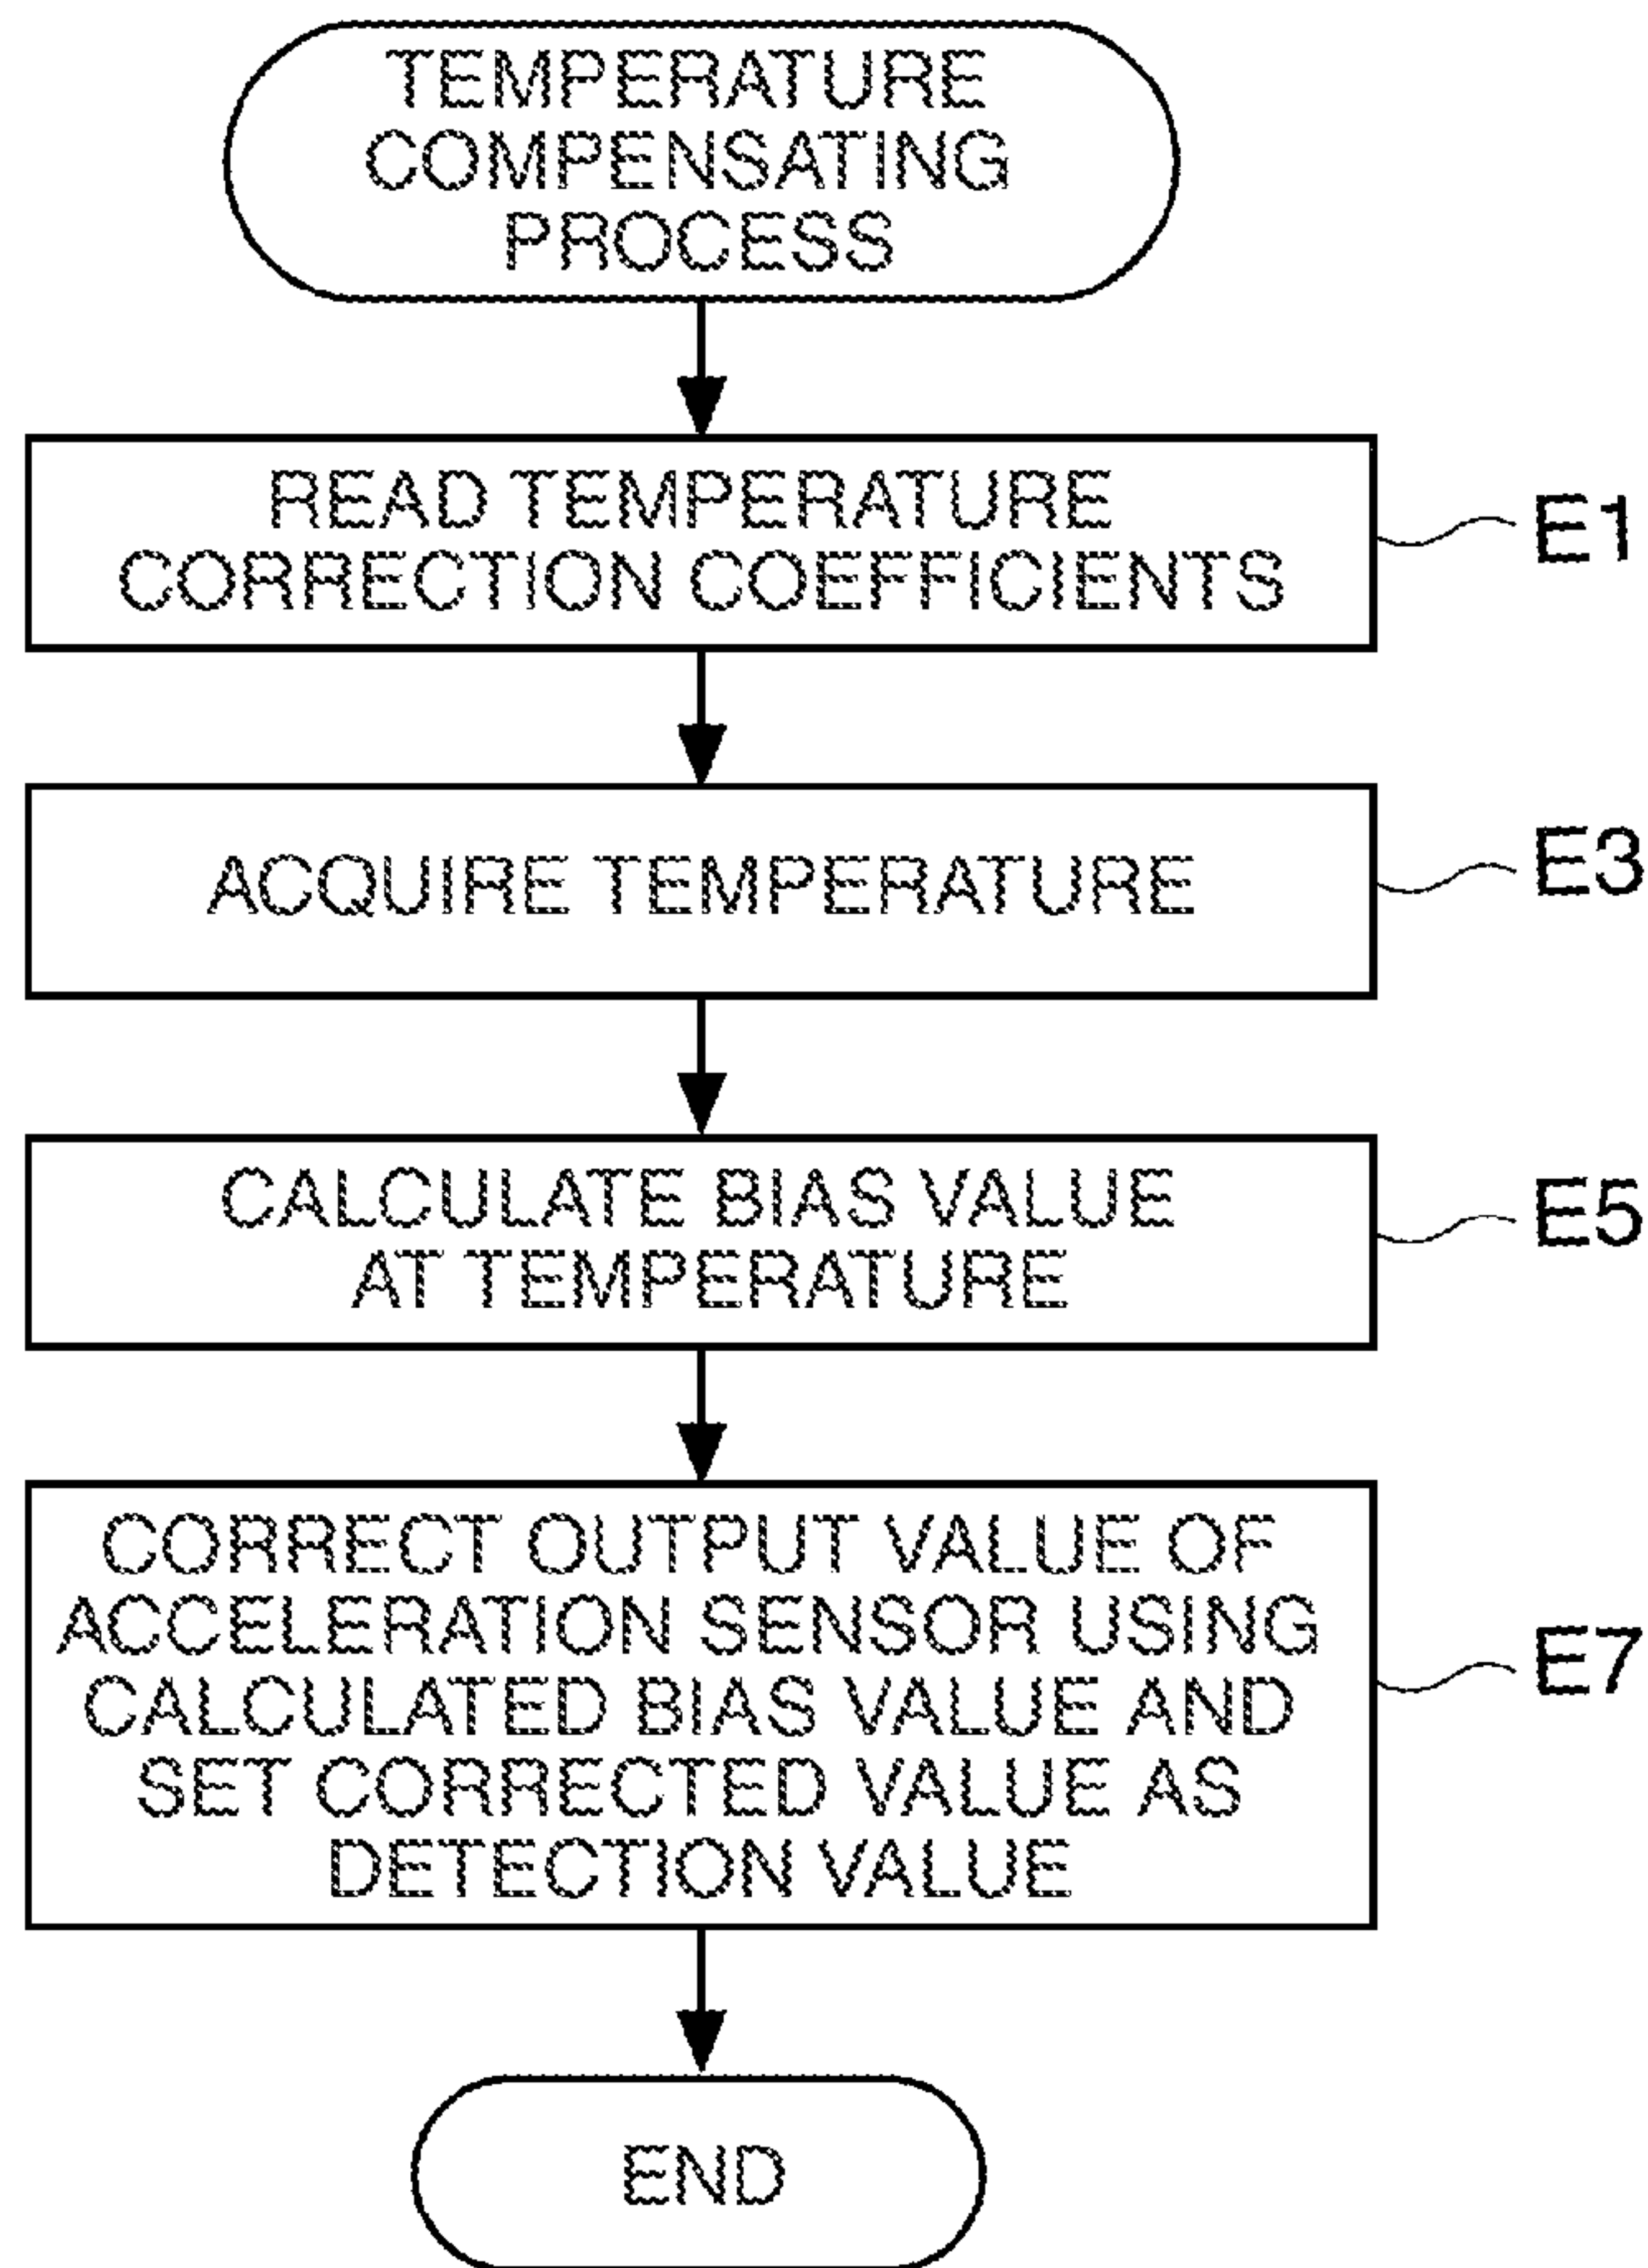 TEMPERATURE
COMPENSATING
PROCESS
READ TEMPERATURE
CORRECTION COEFFICIENTS
E1
ACQUIRE TEMPERATURE
E3
CALCULATE BIAS VALUE
AT TEMPERATURE
E5
CORRECT OUTPUT VALUE OF
ACCELERATION SENSOR USING
CALCULATED BIAS VALUE AND
SET CORRECTED VALUE AS
DETECTION VALUE
E7
END